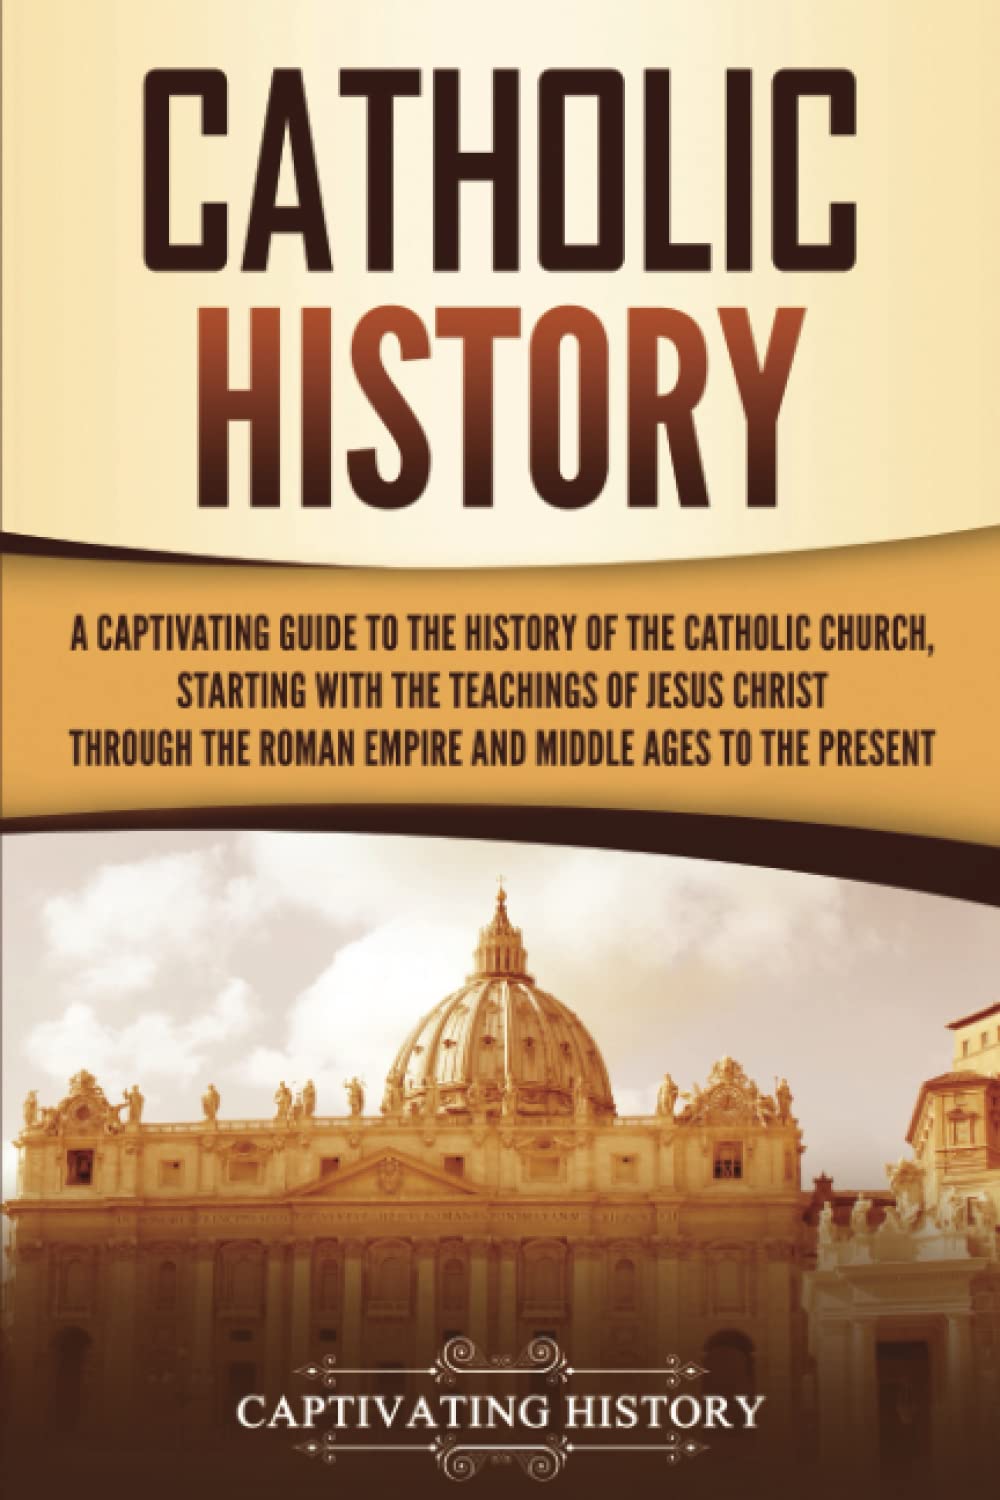 CATHOLIC
HISTORY
A CAPTIVATING GUIDE TO THE HISTORY OF THE CATHOLIC CHURCH,
STARTING WITH THE TEACHINGS OF JESUS CHRIST
THROUGH THE ROMAN EMPIRE AND MIDDLE AGES TO THE PRESENT
CAPTIVATING HISTORY